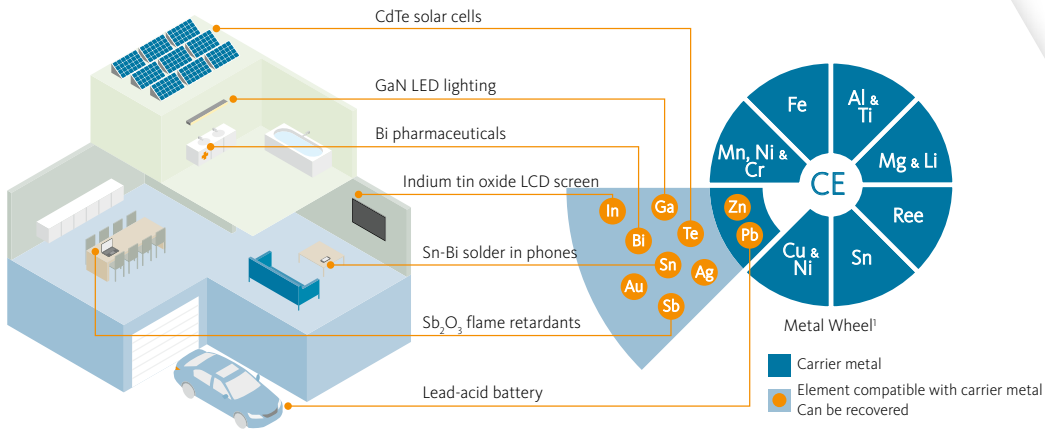 CdTe solar cells
GaN LED lighting
Bi pharmaceuticals
Indium tin oxide LCD screen
Sn-Bi solder in phones
Sb₂O₃ flame retardants
Lead-acid battery
In
Ga
Bi
Te
Sn
Ag
Au
Sb
Zn
Pb
Fe
Al &
Ti
Mn, Ni &
Cr
Mg & Li
CE
Ree
Cu &
Ni
Sn
Metal Wheel¹
Carrier metal
Element compatible with carrier metal
Can be recovered